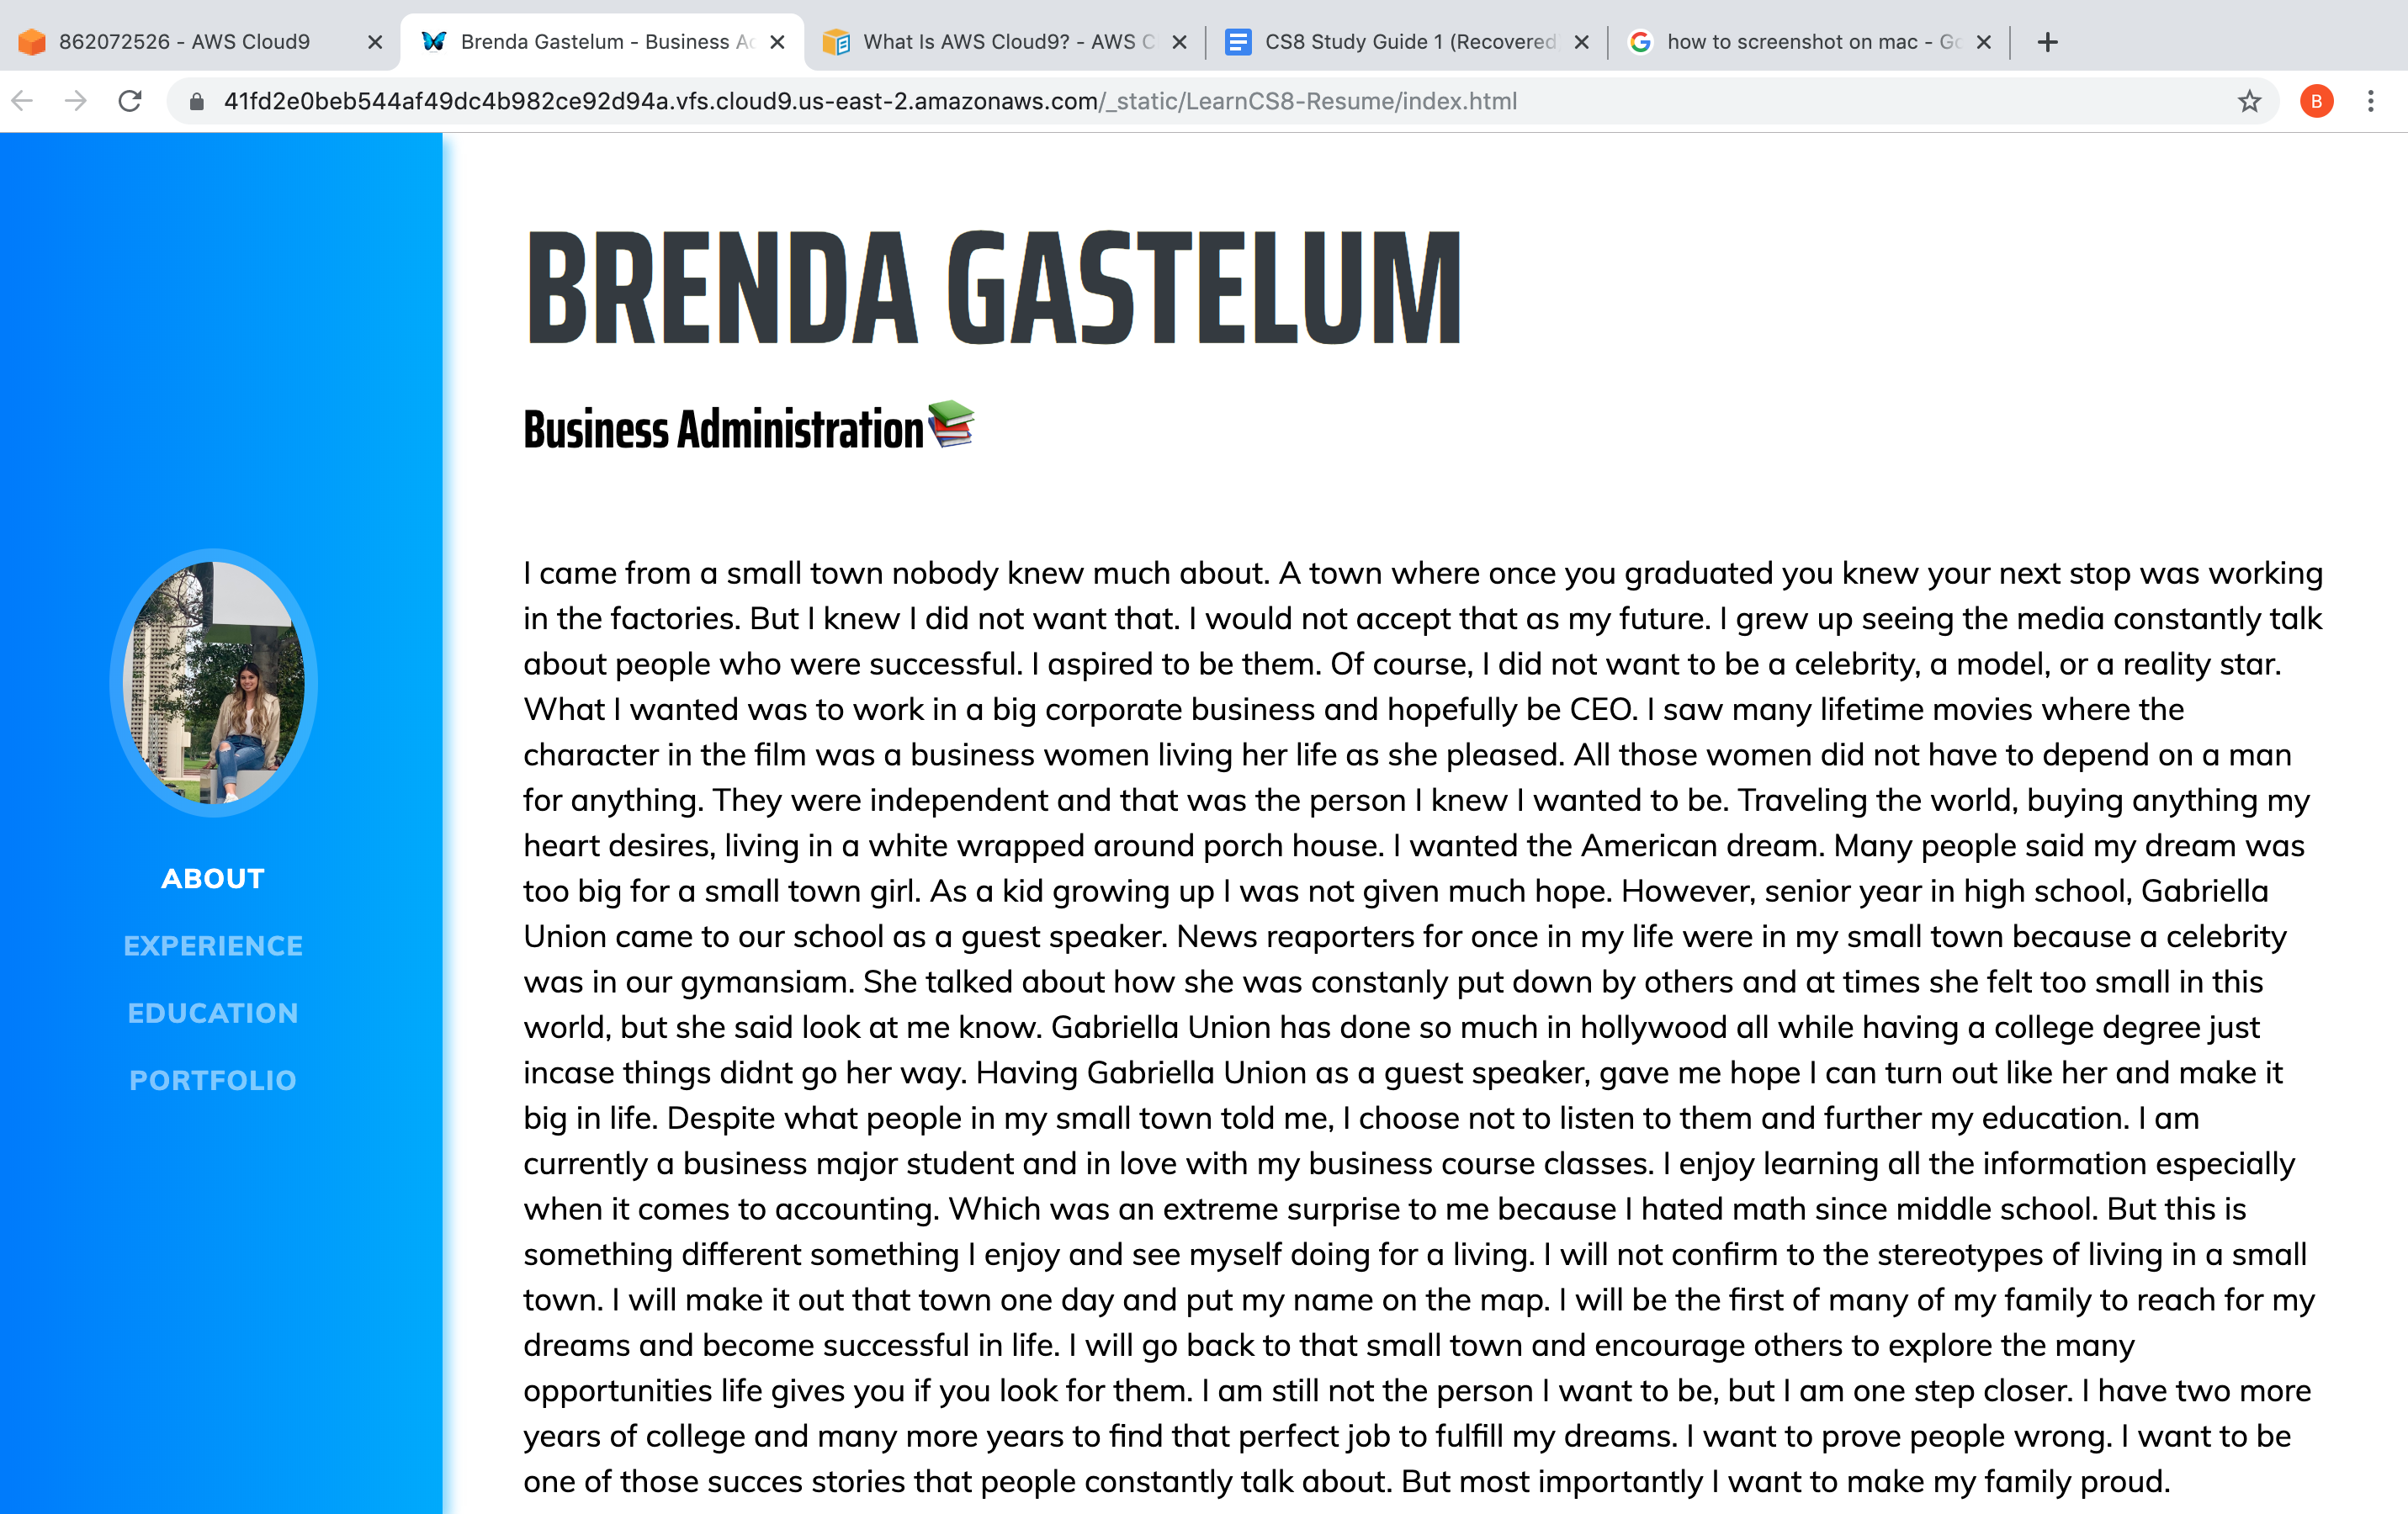 862072526 - AWS Cloud9
Brenda Gastelum - Business Ac
What Is AWS Cloud9? - AWS C
CS8 Study Guide 1 (Recovered
how to screenshot on mac - Go
41fd2e0beb544af49dc4b982ce92d94a.vfs.cloud9.us-east-2.amazonaws.com/_static/LearnCS8-Resume/index.html
B
BRENDA GASTELUM
Business Administration📚
I came from a small town nobody knew much about. A town where once you graduated you knew your next stop was working
in the factories. But I knew I did not want that. I would not accept that as my future. I grew up seeing the media constantly talk
about people who were successful. I aspired to be them. Of course, I did not want to be a celebrity, a model, or a reality star.
What I wanted was to work in a big corporate business and hopefully be CEO. I saw many lifetime movies where the
character in the film was a business women living her life as she pleased. All those women did not have to depend on a man
for anything. They were independent and that was the person I knew I wanted to be. Traveling the world, buying anything my
heart desires, living in a white wrapped around porch house. I wanted the American dream. Many people said my dream was
too big for a small town girl. As a kid growing up I was not given much hope. However, senior year in high school, Gabriella
Union came to our school as a guest speaker. News reaporters for once in my life were in my small town because a celebrity
was in our gymansiam. She talked about how she was constanly put down by others and at times she felt too small in this
world, but she said look at me know. Gabriella Union has done so much in hollywood all while having a college degree just
incase things didnt go her way. Having Gabriella Union as a guest speaker, gave me hope I can turn out like her and make it
big in life. Despite what people in my small town told me, I choose not to listen to them and further my education. I am
currently a business major student and in love with my business course classes. I enjoy learning all the information especially
when it comes to accounting. Which was an extreme surprise to me because I hated math since middle school. But this is
something different something I enjoy and see myself doing for a living. I will not confirm to the stereotypes of living in a small
town. I will make it out that town one day and put my name on the map. I will be the first of many of my family to reach for my
dreams and become successful in life. I will go back to that small town and encourage others to explore the many
opportunities life gives you if you look for them. I am still not the person I want to be, but I am one step closer. I have two more
years of college and many more years to find that perfect job to fulfill my dreams. I want to prove people wrong. I want to be
one of those succes stories that people constantly talk about. But most importantly I want to make my family proud.
ABOUT
EXPERIENCE
EDUCATION
PORTFOLIO